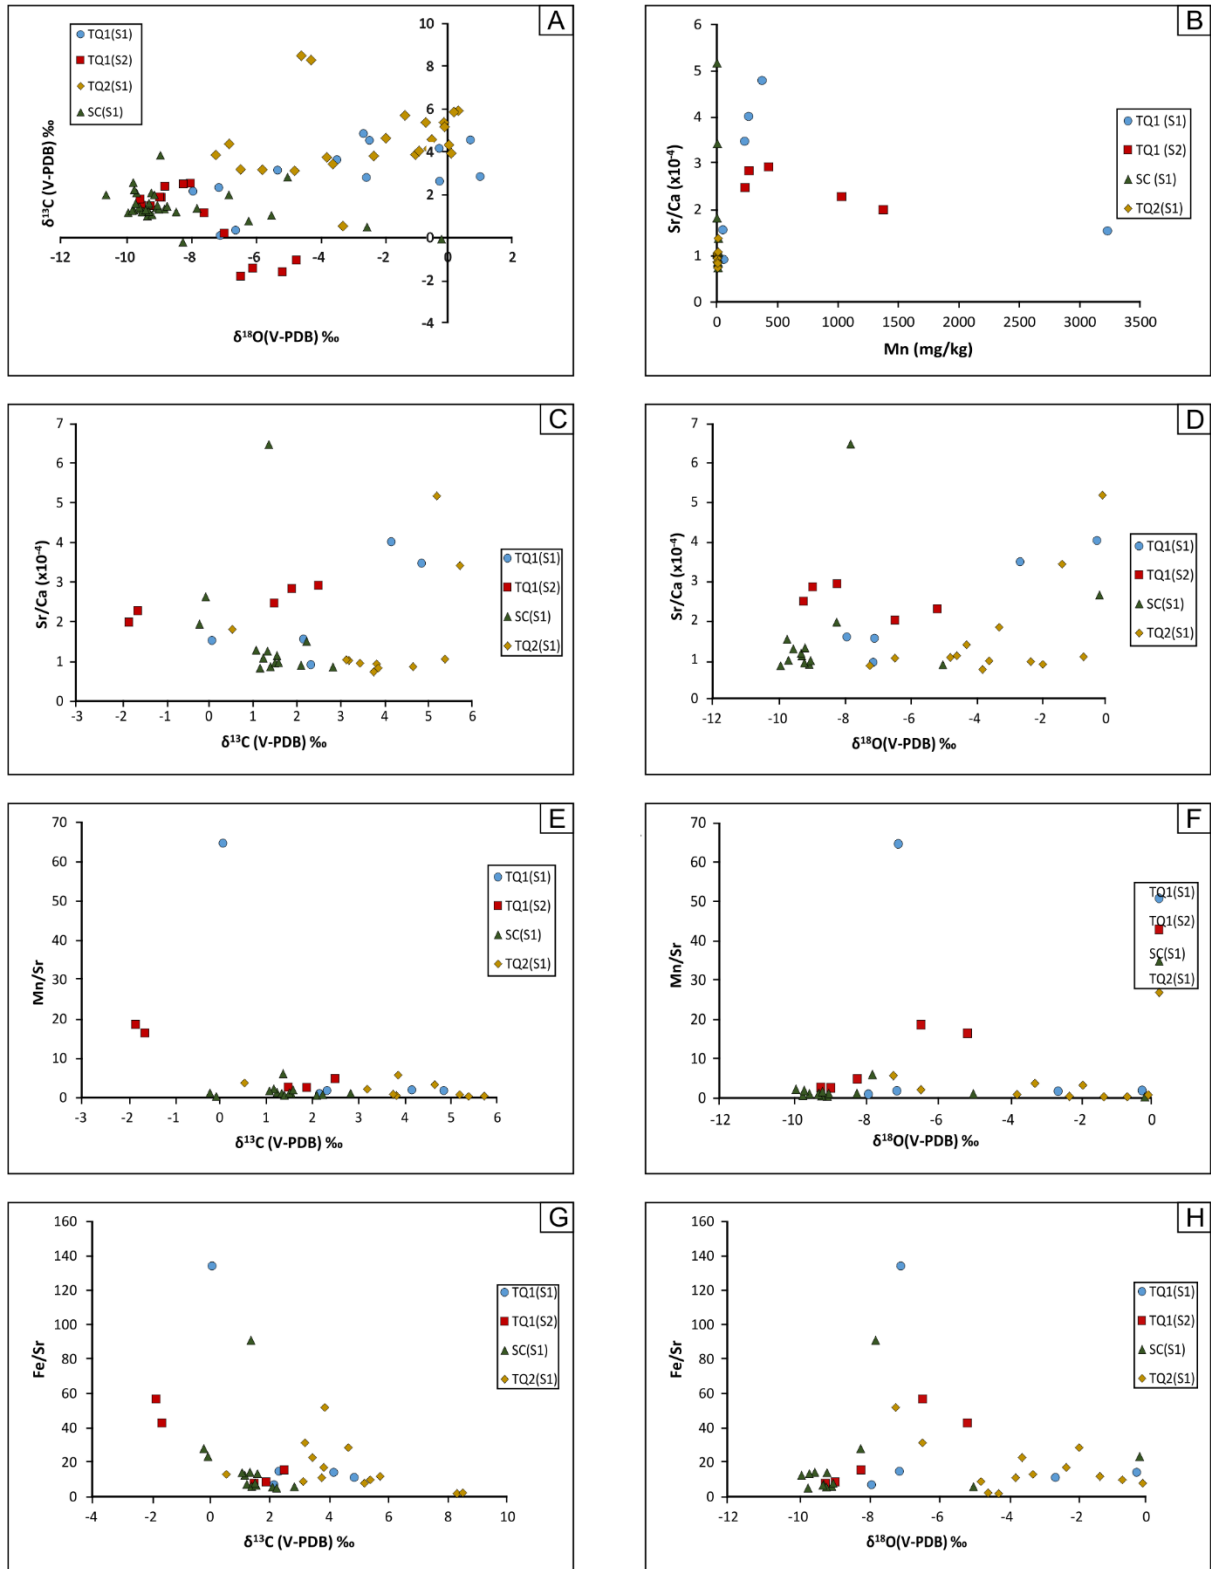 A
TQ1(S1)
TQ1(S2)
TQ2(S1)
SC(S1)
δ¹³C (V-PDB) ‰
10
8
6
4
2
0
-2
-4
-12 -10 -8 -6 -4 -2 0 2
δ¹⁸O(V-PDB) ‰
B
Sr/Ca (x10⁻⁴)
6
5
4
3
2
1
0
0 500 1000 1500 2000 2500 3000 3500
Mn (mg/kg)
TQ1 (S1)
TQ1 (S2)
SC (S1)
TQ2(S1)
C
Sr/Ca (x10⁻⁴)
7
6
5
4
3
2
1
0
-3 -2 -1 0 1 2 3 4 5 6
δ¹³C (V-PDB) ‰
TQ1(S1)
TQ1(S2)
SC(S1)
TQ2(S1)
D
Sr/Ca (x10⁻⁴)
7
6
5
4
3
2
1
0
-12 -10 -8 -6 -4 -2 0
δ¹⁸O(V-PDB) ‰
TQ1(S1)
TQ1(S2)
SC(S1)
TQ2(S1)
E
Mn/Sr
70
60
50
40
30
20
10
0
-3 -2 -1 0 1 2 3 4 5 6
δ¹³C (V-PDB) ‰
TQ1(S1)
TQ1(S2)
SC(S1)
TQ2(S1)
F
Mn/Sr
70
60
50
40
30
20
10
0
-12 -10 -8 -6 -4 -2 0
δ¹⁸O(V-PDB) ‰
TQ1(S1)
TQ1(S2)
SC(S1)
TQ2(S1)
G
Fe/Sr
160
140
120
100
80
60
40
20
0
-4 -2 0 2 4 6 8 10
δ¹³C (V-PDB) ‰
TQ1(S1)
TQ1(S2)
SC(S1)
TQ2(S1)
H
Fe/Sr
160
140
120
100
80
60
40
20
0
-12 -10 -8 -6 -4 -2 0
δ¹⁸O(V-PDB) ‰
TQ1(S1)
TQ1(S2)
SC(S1)
TQ2(S1)